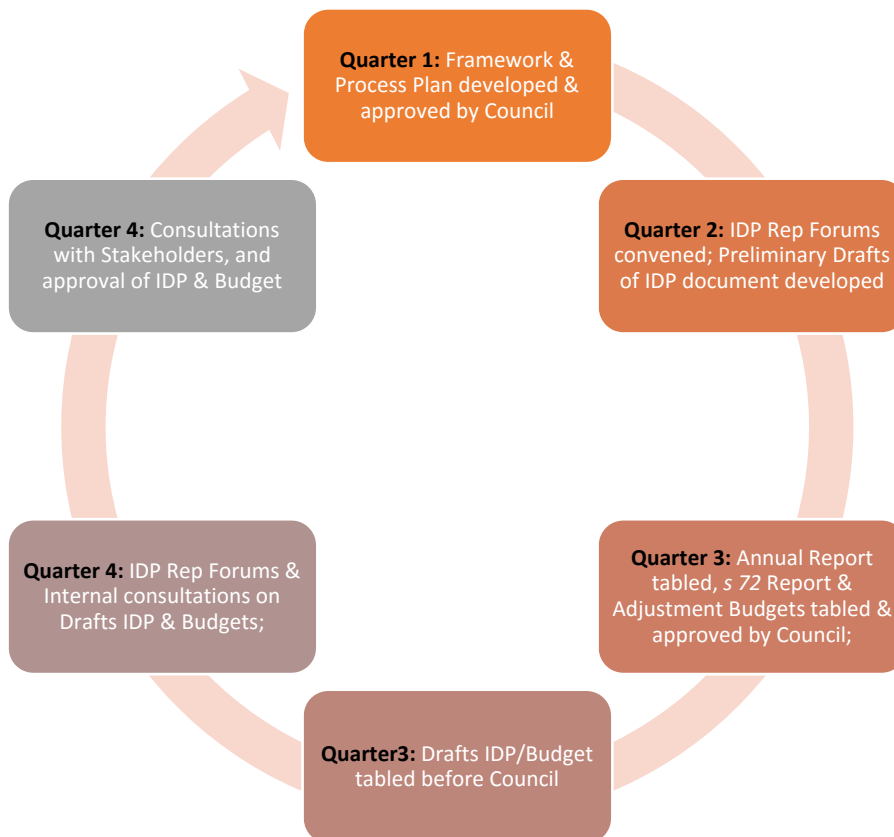 Quarter 1: Framework &
Process Plan developed &
approved by Council
Quarter 2: IDP Rep Forums
convened; Preliminary Drafts
of IDP document developed
Quarter 3: Annual Report
tabled, s 72 Report &
Adjustment Budgets tabled &
approved by Council;
Quarter3: Drafts IDP/Budget
tabled before Council
Quarter 4: IDP Rep Forums &
Internal consultations on
Drafts IDP & Budgets;
Quarter 4: Consultations
with Stakeholders, and
approval of IDP & Budget